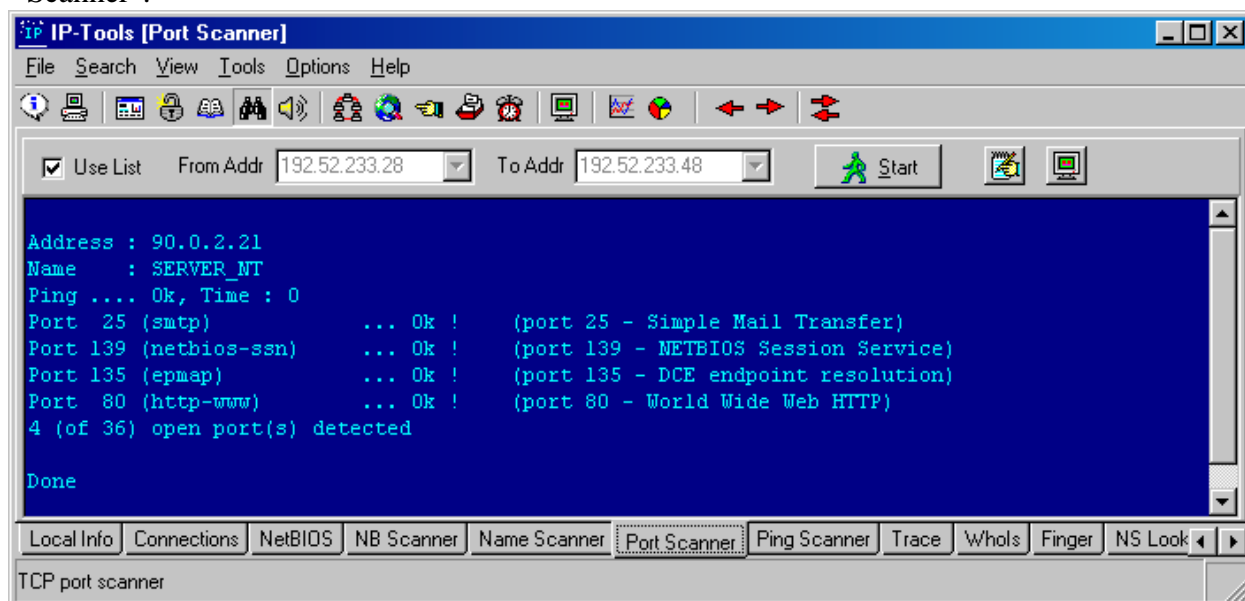 Scanner".
IP IP-Tools [Port Scanner]
File Search View Tools Options Help
Use List From Addr 192.52.233.28 To Addr 192.52.233.48 Start
Address : 90.0.2.21
Name : SERVER_NT
Ping .... Ok, Time : 0
Port 25 (smtp) ... Ok ! (port 25 - Simple Mail Transfer)
Port 139 (netbios-ssn) ... Ok ! (port 139 - NETBIOS Session Service)
Port 135 (epmap) ... Ok ! (port 135 - DCE endpoint resolution)
Port 80 (http-www) ... Ok ! (port 80 - World Wide Web HTTP)
4 (of 36) open port(s) detected
Done
Local Info Connections NetBIOS NB Scanner Name Scanner Port Scanner Ping Scanner Trace WhoIs Finger NS Look
TCP port scanner